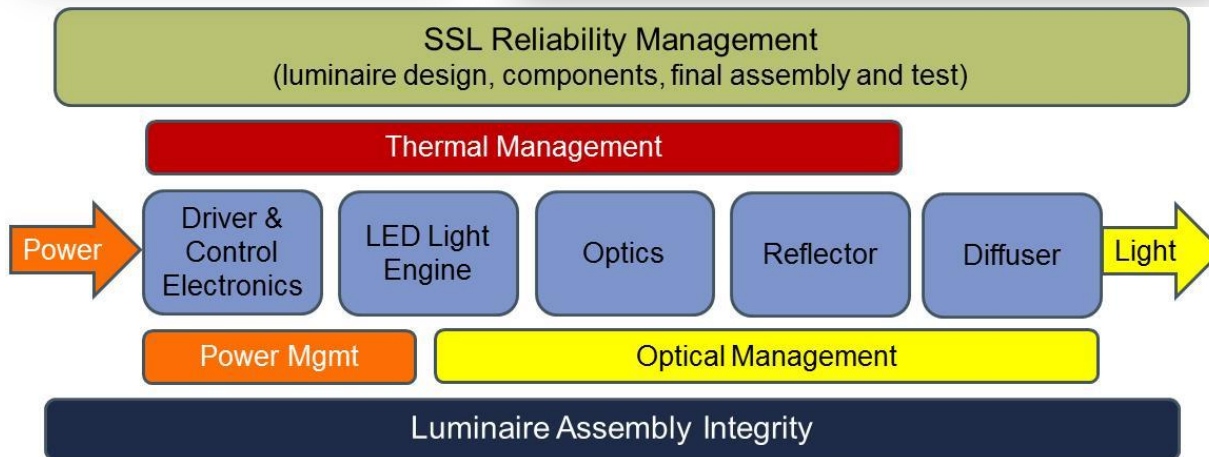 SSL Reliability Management
(luminaire design, components, final assembly and test)
Thermal Management
Power
Driver &
Control
Electronics
LED Light
Engine
Optics
Reflector
Diffuser
Light
Power Mgmt
Optical Management
Luminaire Assembly Integrity